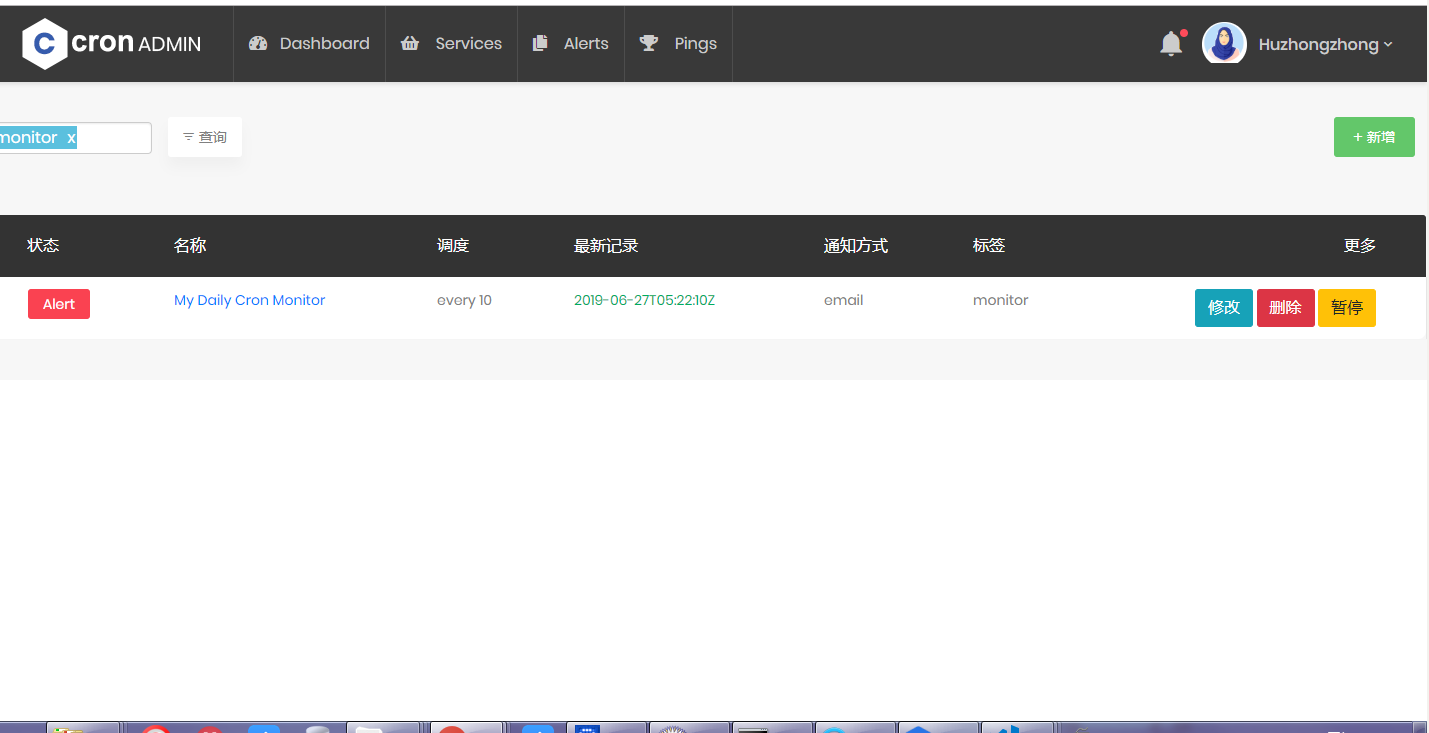 C cron ADMIN Dashboard Services Alerts Pings Huzhongzhong
monitor x 查询 + 新增
状态 名称 调度 最新记录 通知方式 标签 更多
Alert My Daily Cron Monitor every 10 2019-06-27T05:22:10Z email monitor 修改 删除 暂停